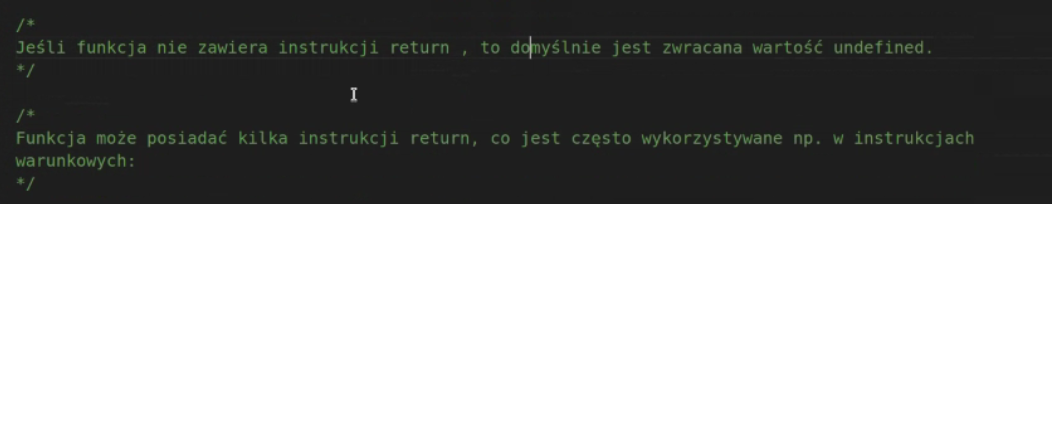 /*
Jeśli funkcja nie zawiera instrukcji return , to domyślnie jest zwracana wartość undefined.
*/
/*
Funkcja może posiadać kilka instrukcji return, co jest często wykorzystywane np. w instrukcjach
warunkowych:
*/